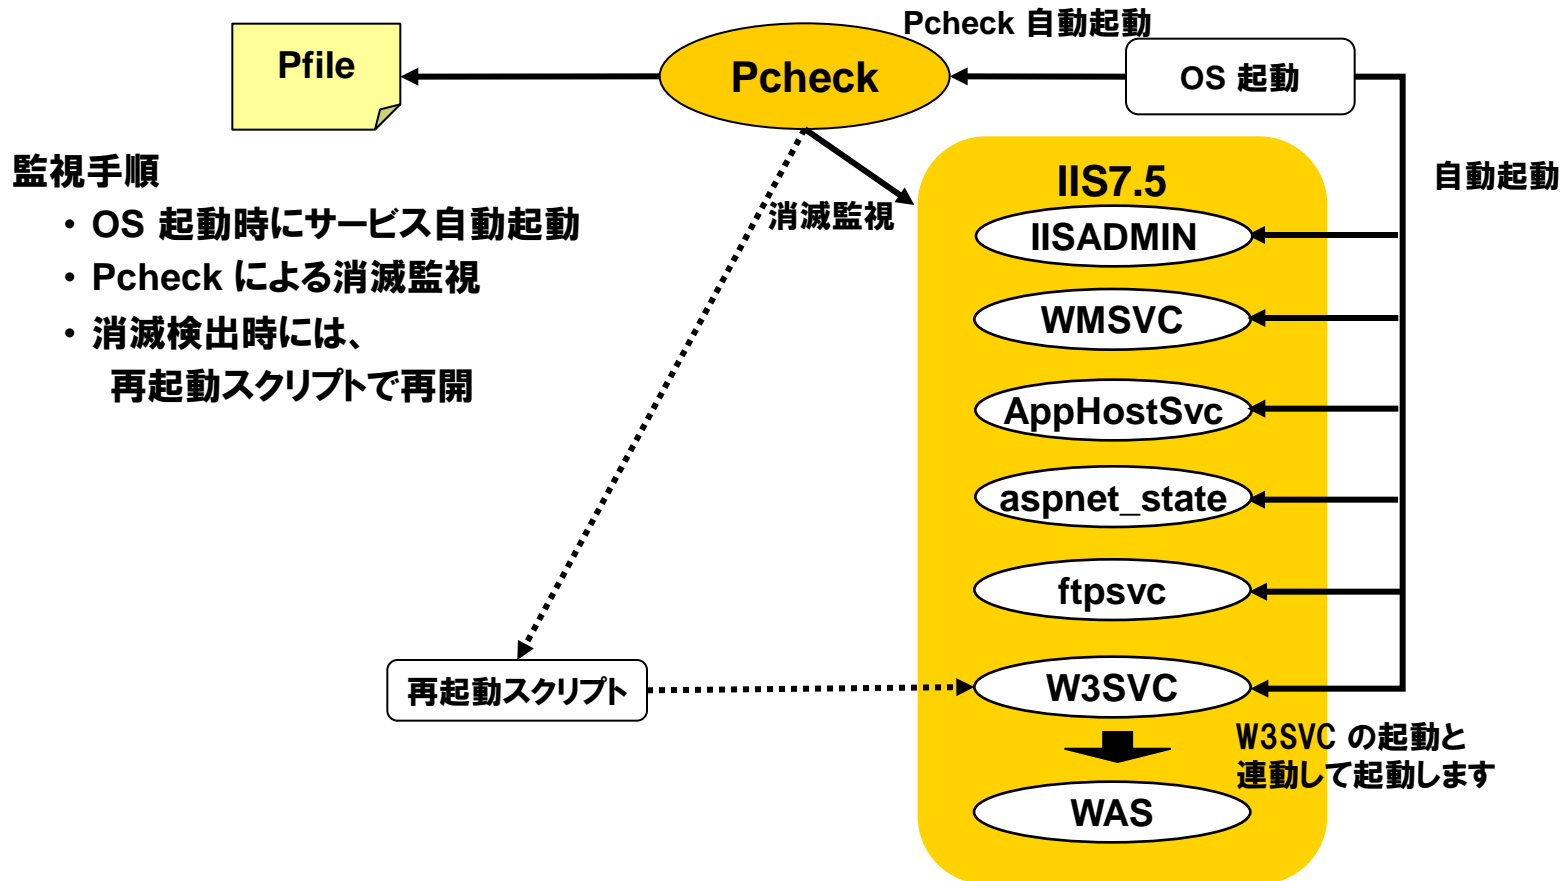 Pcheck 自動起動
Pfile
Pcheck
OS 起動
監視手順
・ OS 起動時にサービス自動起動
・ Pcheck による消滅監視
・ 消滅検出時には、
再起動スクリプトで再開
消滅監視
自動起動
IIS7.5
IISADMIN
WMSVC
AppHostSvc
aspnet_state
ftpsvc
再起動スクリプト
W3SVC
W3SVC の起動と
連動して起動します
WAS